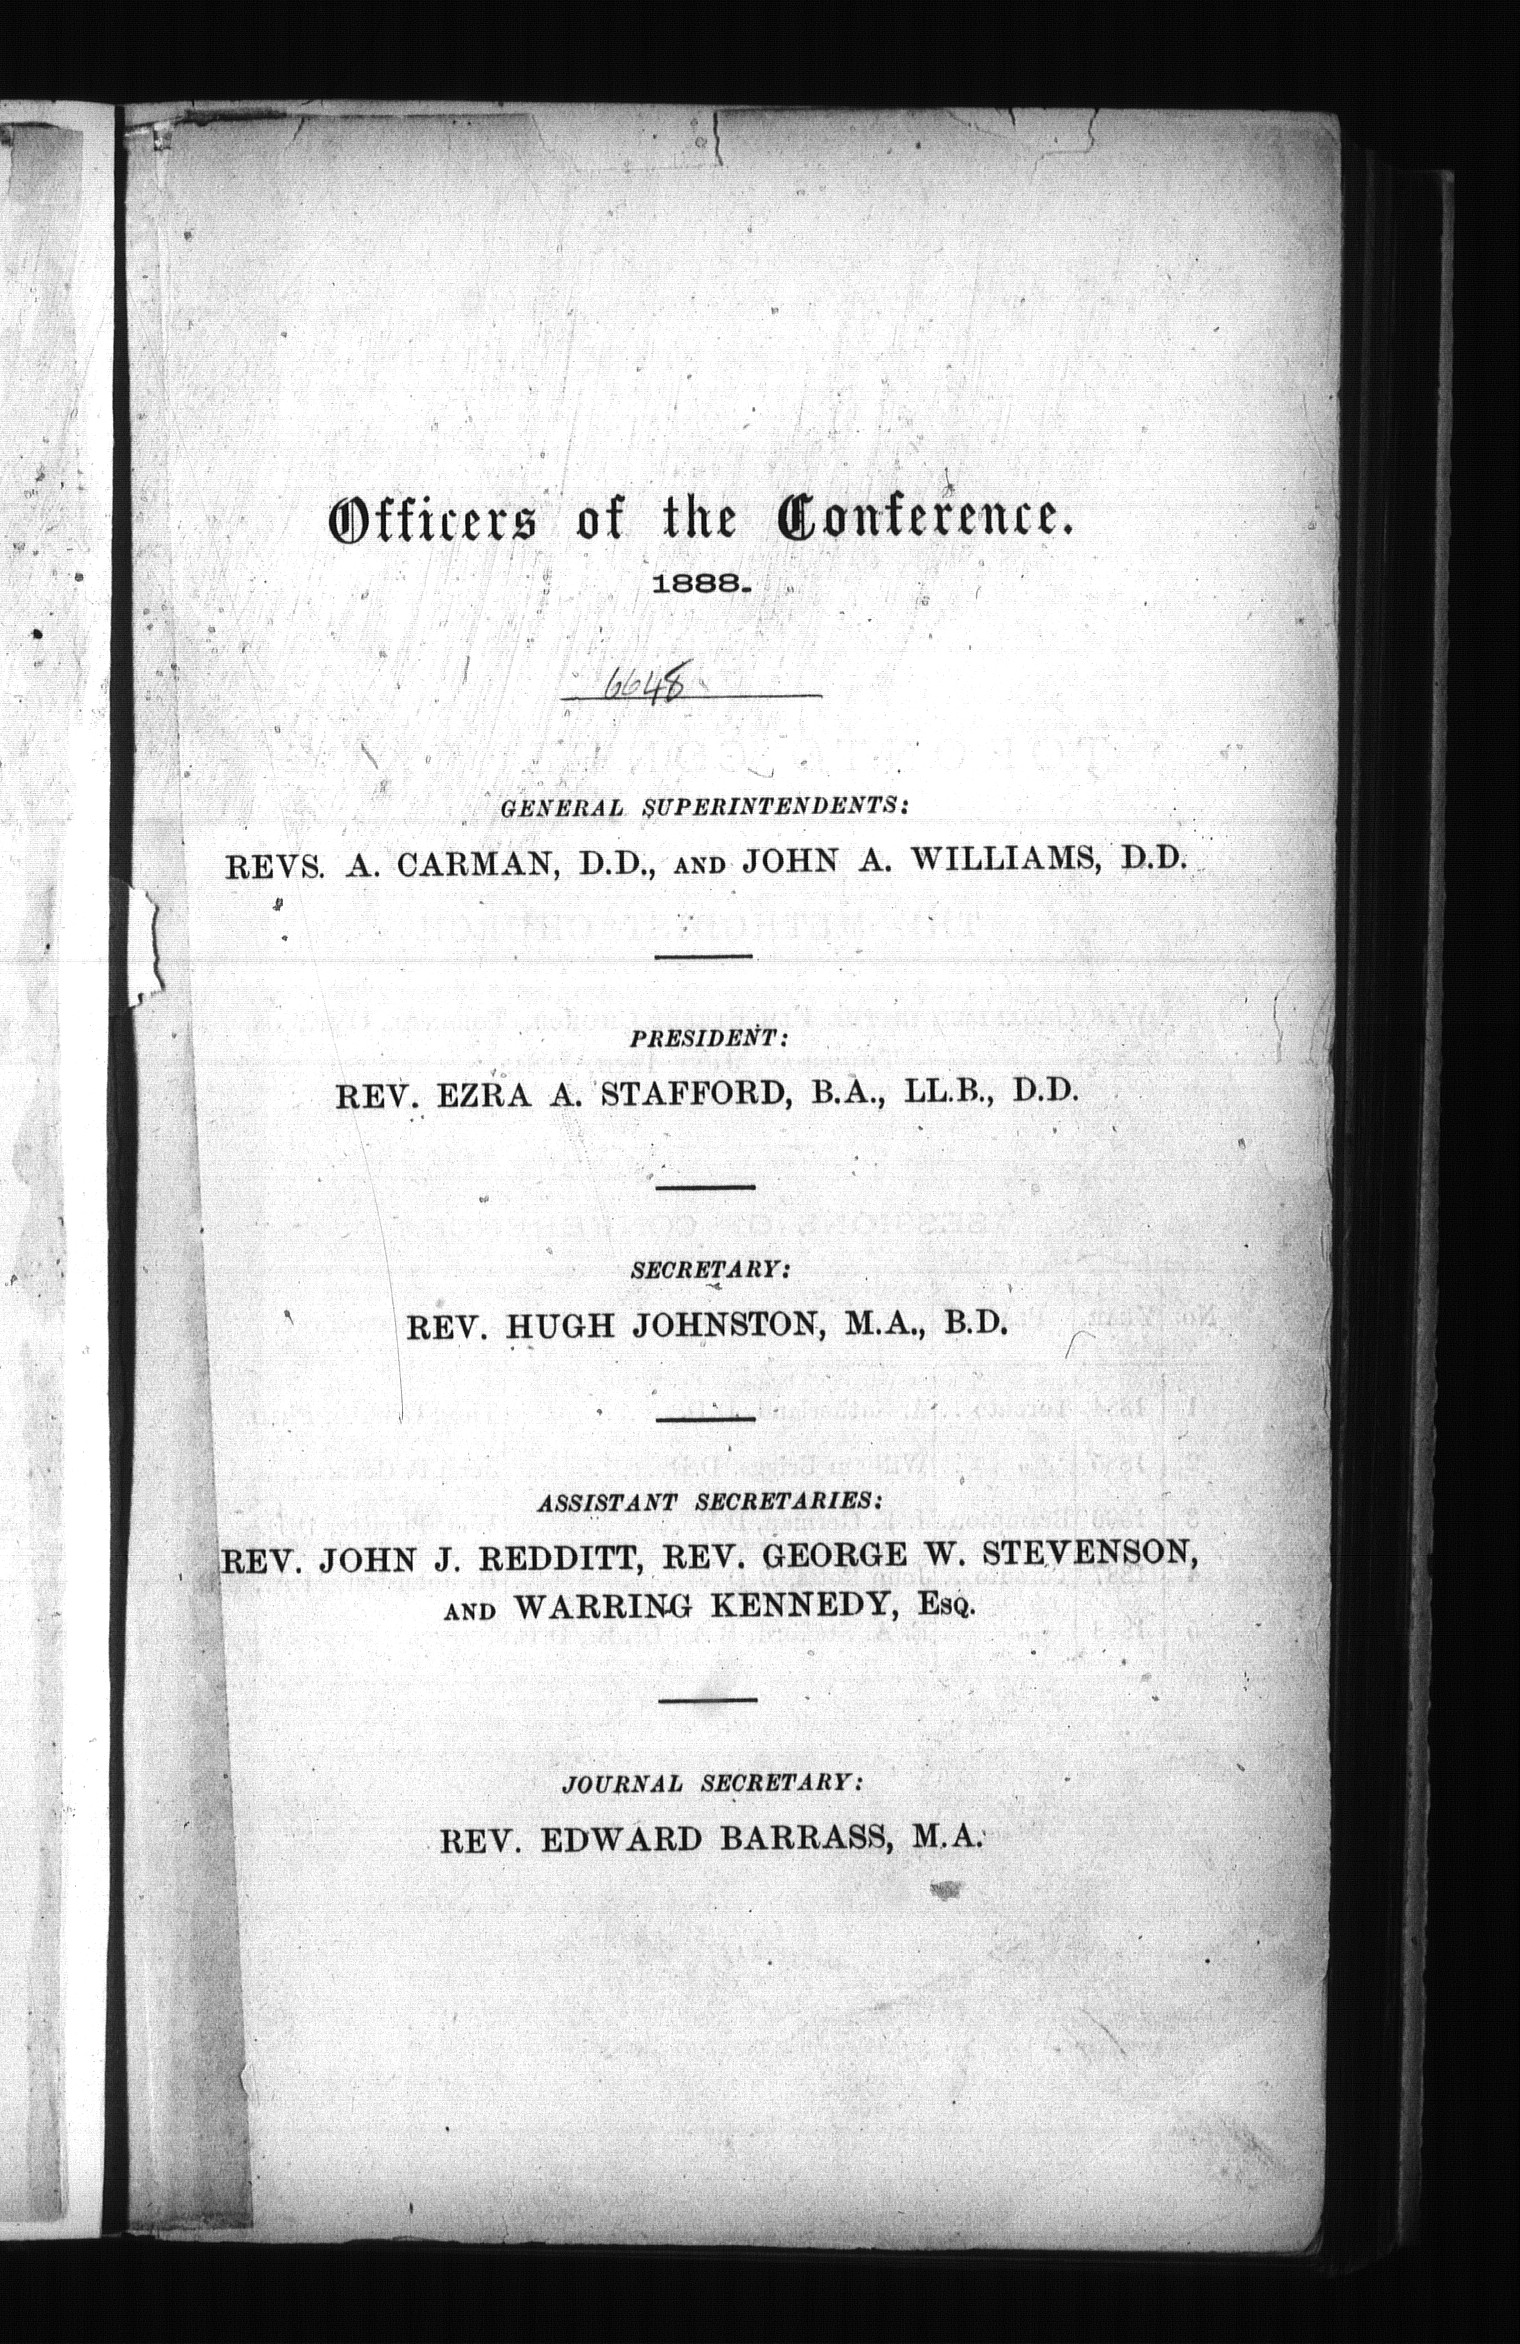 Officers of the Conference.
1888.
6648
GENERAL SUPERINTENDENTS:
REVS. A. CARMAN, D.D., AND JOHN A. WILLIAMS, D.D.
PRESIDENT:
REV. EZRA A. STAFFORD, B.A., LL.B., D.D.
SECRETARY:
REV. HUGH JOHNSTON, M.A., B.D.
ASSISTANT SECRETARIES:
REV. JOHN J. REDDITT, REV. GEORGE W. STEVENSON,
AND WARRING KENNEDY, ESQ.
JOURNAL SECRETARY:
REV. EDWARD BARRASS, M.A.